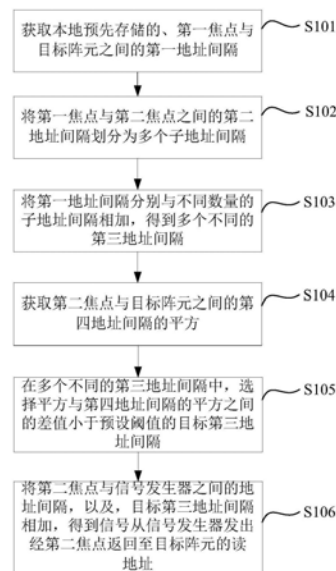 获取本地预先存储的、第一焦点与
目标阵元之间的第一地址间隔
S101
将第一焦点与第二焦点之间的第二
地址间隔划分为多个子地址间隔
S102
将第一地址间隔分别与不同数量的
子地址间隔相加，得到多个不同的
第三地址间隔
S103
获取第二焦点与目标阵元之间的第
四地址间隔的平方
S104
在多个不同的第三地址间隔中，选
择平方与第四地址间隔的平方之间
的差值小于预设阈值的目标第三地
址间隔
S105
将第二焦点与信号发生器之间的地
址间隔，以及，目标第三地址间隔
相加，得到信号从信号发生器发出
经第二焦点返回至目标阵元的读
地址
S106